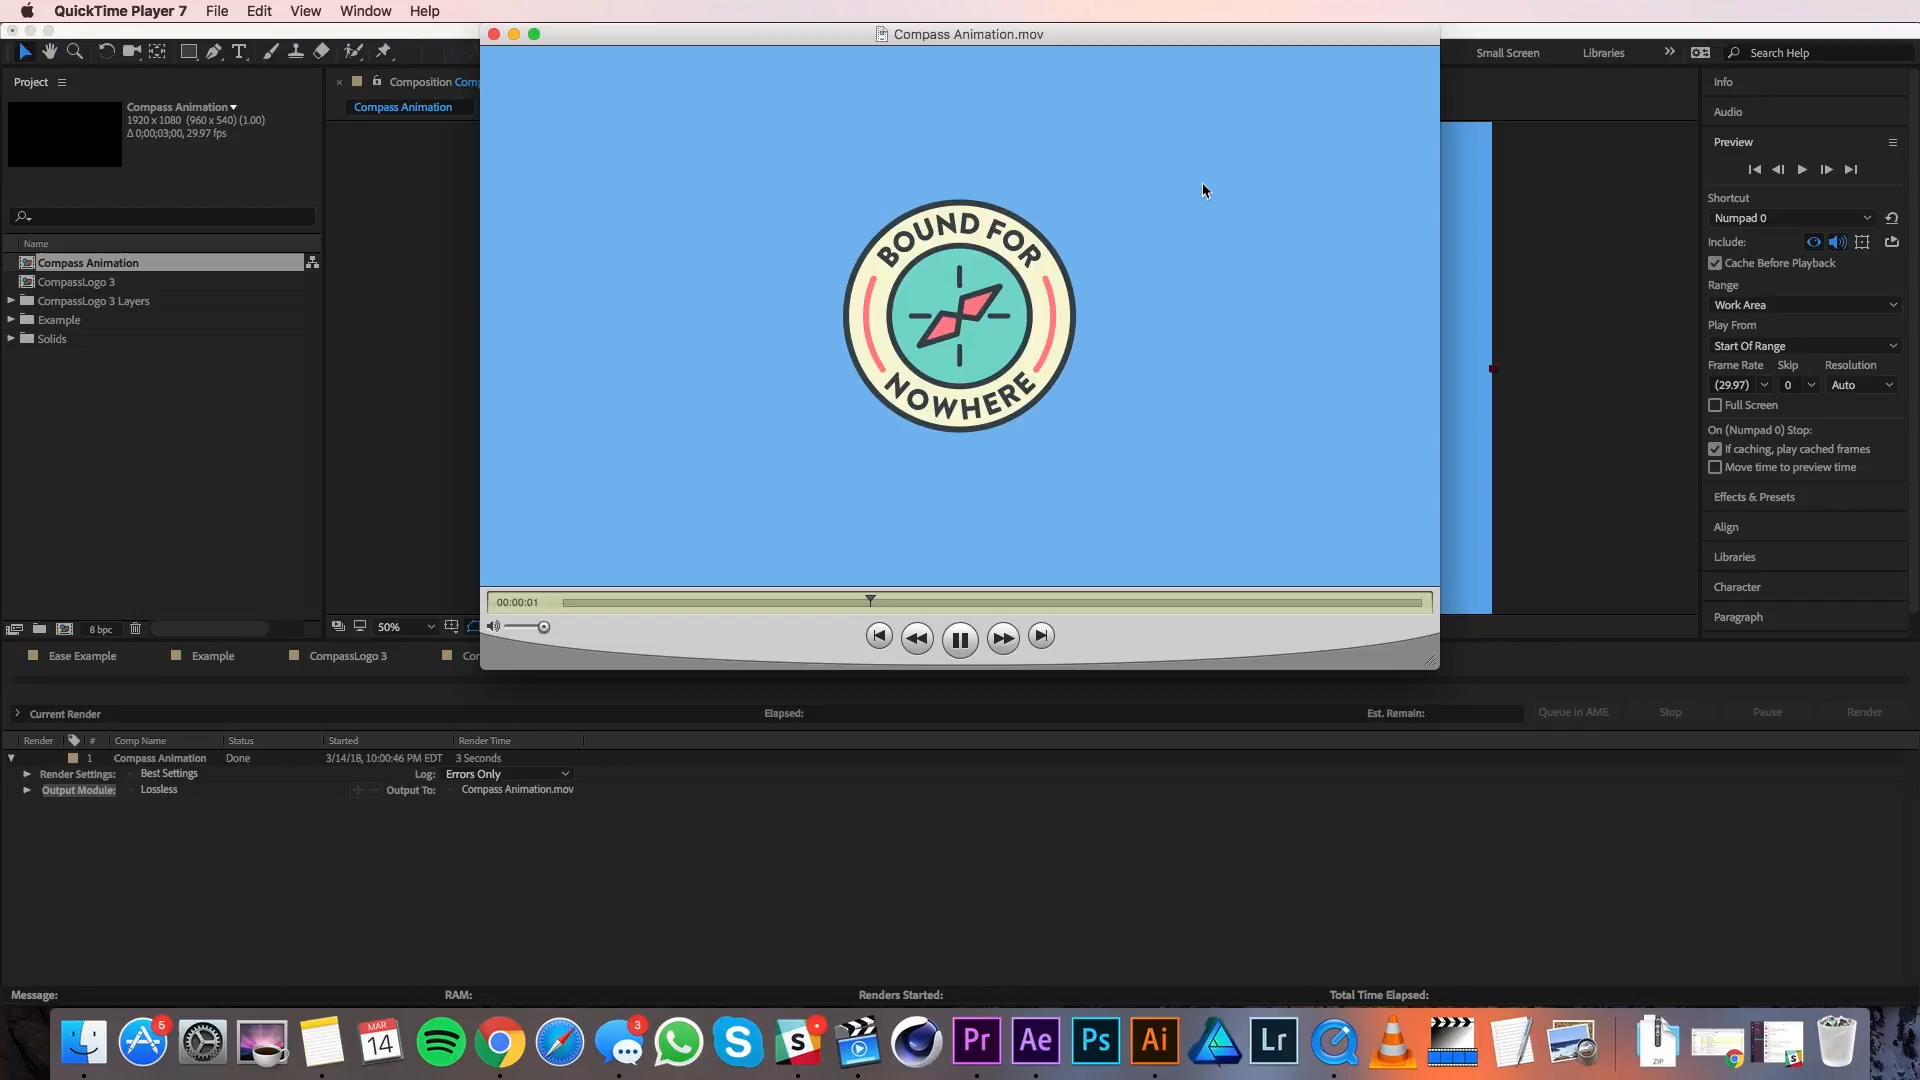 QuickTime Player 7 File Edit View Window Help
Compass Animation.mov
Small Screen Libraries Search Help
Project
Composition
Compass Animation
1920 x 1080 (960 x 540) (1.00)
Δ 0;00;03;00, 29.97 fps
Compass Animation
Name
Compass Animation
CompassLogo 3
CompassLogo 3 Layers
Example
Solids
BOUND FOR
NOWHERE
Info
Audio
Preview
Shortcut
Numpad 0
Include:
Cache Before Playback
Range
Work Area
Play From
Start Of Range
Frame Rate Skip Resolution
(29.97) 0 Auto
Full Screen
On (Numpad 0) Stop:
If caching, play cached frames
Move time to preview time
Effects & Presets
Align
Libraries
Character
Paragraph
00:00:01
8 bpc
50%
Ease Example Example CompassLogo 3
Current Render Elapsed: Est. Remain: Queue in AME Stop Pause Render
Render # Comp Name Status Started Render Time
1 Compass Animation Done 3/14/18, 10:00:46 PM EDT 3 Seconds
Render Settings: Best Settings Log: Errors Only
Output Module: Lossless Output To: Compass Animation.mov
Message: RAM: Renders Started: Total Time Elapsed:
5
MAR
14
3
S
Pr
Ae
Ps
Ai
Lr
ZIP